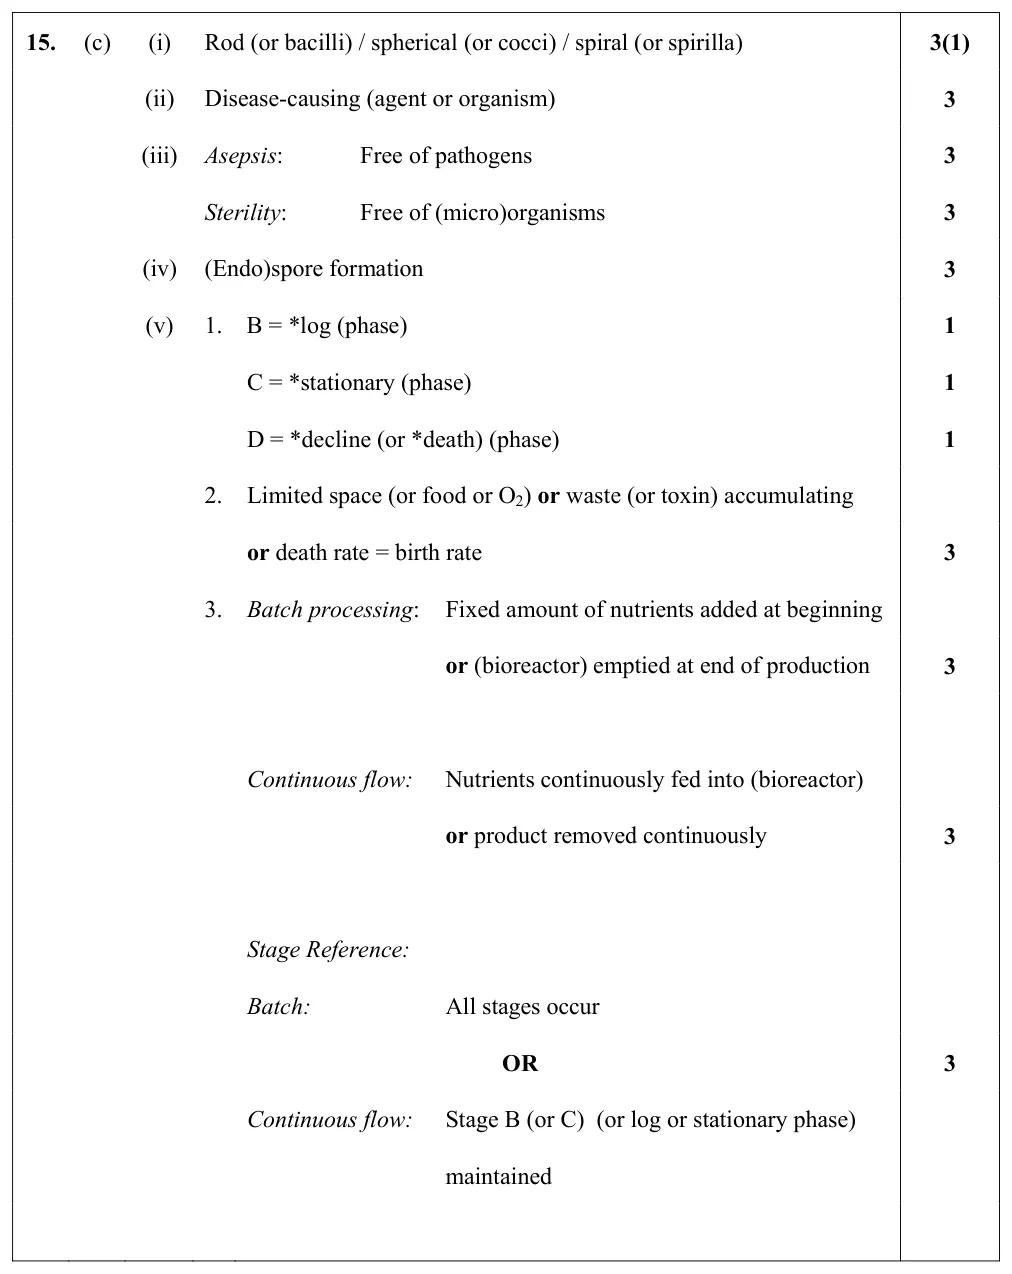 15. (c) (i) Rod (or bacilli) / spherical (or cocci) / spiral (or spirilla) 3(1)
(ii) Disease-causing (agent or organism) 3
(iii) Asepsis: Free of pathogens 3
Sterility: Free of (micro)organisms 3
(iv) (Endo)spore formation 3
(v) 1. B = *log (phase) 1
C = *stationary (phase) 1
D = *decline (or *death) (phase) 1
2. Limited space (or food or O₂) or waste (or toxin) accumulating
or death rate = birth rate 3
3. Batch processing: Fixed amount of nutrients added at beginning
or (bioreactor) emptied at end of production 3
Continuous flow: Nutrients continuously fed into (bioreactor)
or product removed continuously 3
Stage Reference:
Batch: All stages occur
OR 3
Continuous flow: Stage B (or C) (or log or stationary phase)
maintained